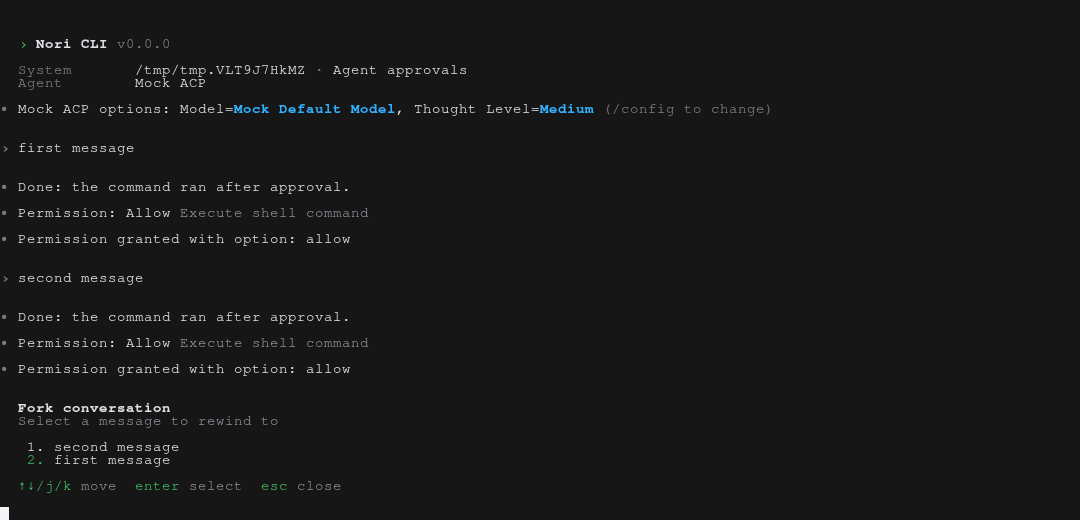 › Nori CLI v0.0.0
System /tmp/tmp.VLT9J7HkMZ · Agent approvals
Agent Mock ACP
• Mock ACP options: Model=Mock Default Model, Thought Level=Medium (/config to change)
› first message
• Done: the command ran after approval.
• Permission: Allow Execute shell command
• Permission granted with option: allow
› second message
• Done: the command ran after approval.
• Permission: Allow Execute shell command
• Permission granted with option: allow
Fork conversation
Select a message to rewind to
1. second message
2. first message
↑↓/j/k move enter select esc close